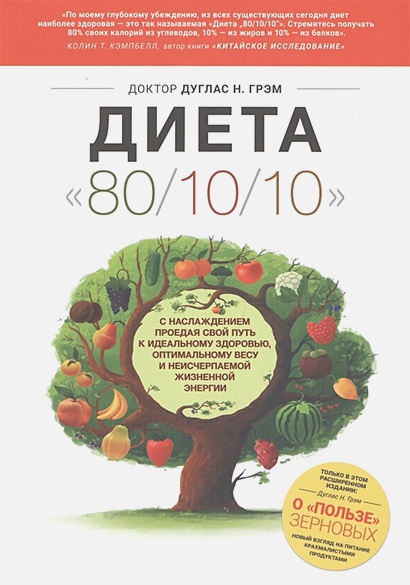 «По моему глубокому убеждению, из всех существующих сегодня диет
наиболее здоровая — это так называемая «Диета „80/10/10“». Стремитесь получать
80% своих калорий из углеводов, 10% — из жиров и 10% — из белков».
КОЛИН Т. КЭМПБЕЛЛ, автор книги «КИТАЙСКОЕ ИССЛЕДОВАНИЕ»
ДОКТОР ДУГЛАС Н. ГРЭМ
ДИЕТА
«80/10/10»
С НАСЛАЖДЕНИЕМ
ПРОЕДАЯ СВОЙ ПУТЬ
К ИДЕАЛЬНОМУ ЗДОРОВЬЮ,
ОПТИМАЛЬНОМУ ВЕСУ
И НЕИСЧЕРПАЕМОЙ
ЖИЗНЕННОЙ
ЭНЕРГИИ
ТОЛЬКО В ЭТОМ
РАСШИРЕННОМ
ИЗДАНИИ:
Дуглас Н. Грэм
О «ПОЛЬЗЕ»
ЗЕРНОВЫХ
НОВЫЙ ВЗГЛЯД НА ПИТАНИЕ
КРАХМАЛИСТЫМИ
ПРОДУКТАМИ